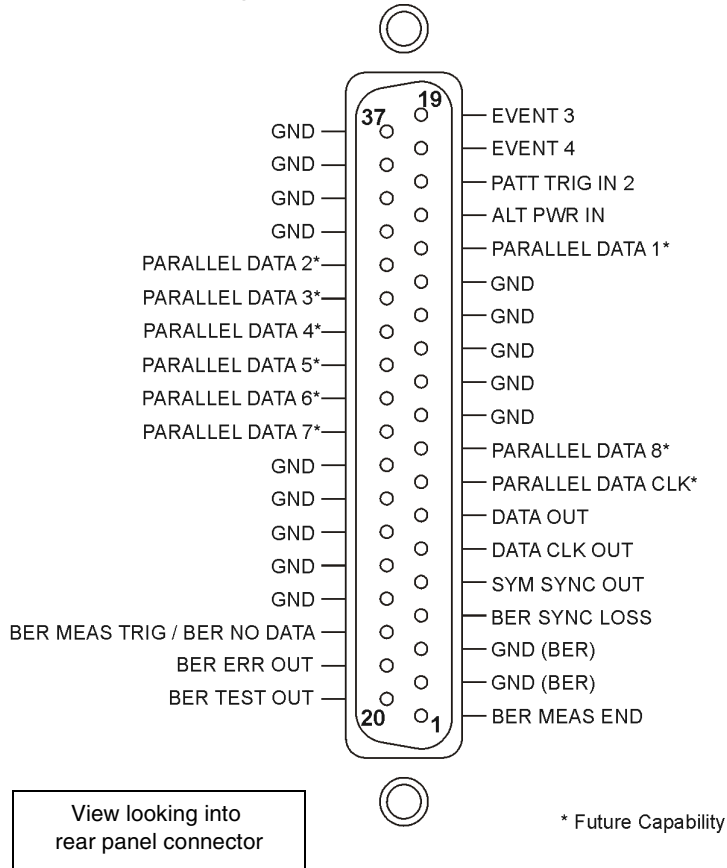 37
19
GND
GND
GND
GND
PARALLEL DATA 2*
PARALLEL DATA 3*
PARALLEL DATA 4*
PARALLEL DATA 5*
PARALLEL DATA 6*
PARALLEL DATA 7*
GND
GND
GND
GND
GND
BER MEAS TRIG / BER NO DATA
BER ERR OUT
BER TEST OUT
EVENT 3
EVENT 4
PATT TRIG IN 2
ALT PWR IN
PARALLEL DATA 1*
GND
GND
GND
GND
GND
PARALLEL DATA 8*
PARALLEL DATA CLK*
DATA OUT
DATA CLK OUT
SYM SYNC OUT
BER SYNC LOSS
GND (BER)
GND (BER)
BER MEAS END
20
1
View looking into
rear panel connector
* Future Capability